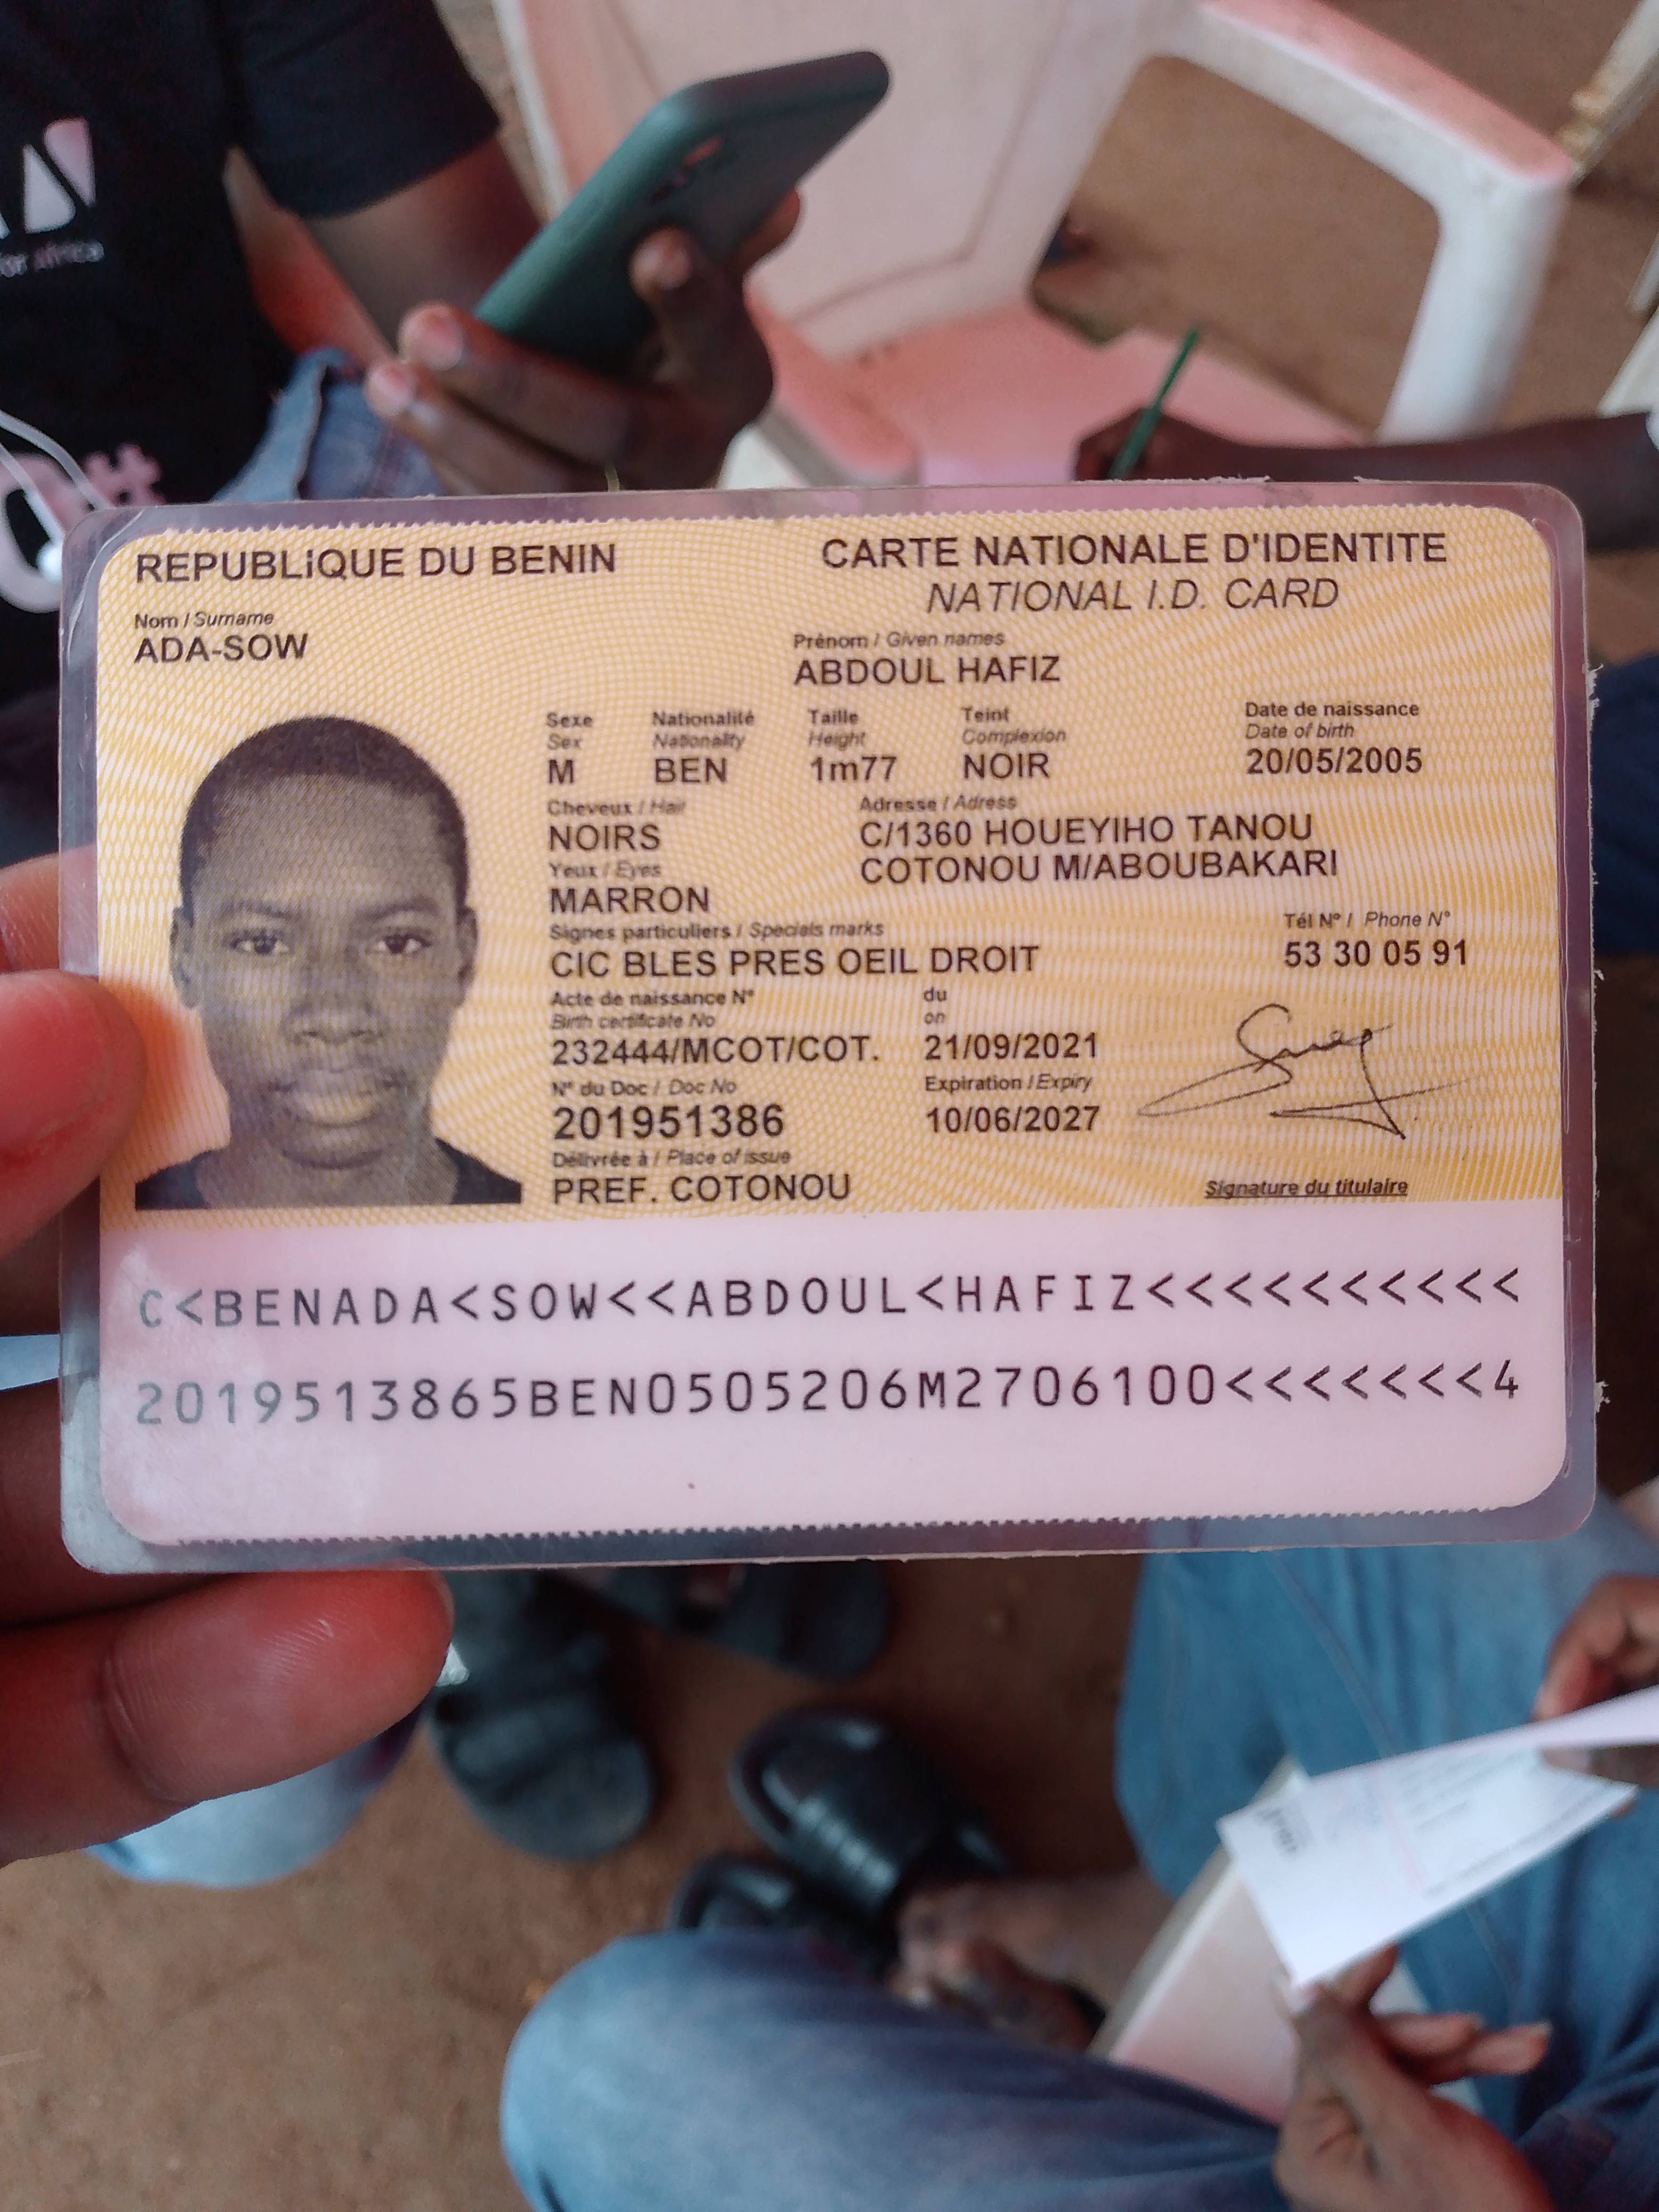 for africa
#
REPUBLiQUE DU BENIN
CARTE NATIONALE D'IDENTITE
NATIONAL I.D. CARD
Nom / Surname
ADA-SOW
Prénom / Given names
ABDOUL HAFIZ
Sexe Nationalité Taille Teint Date de naissance
Sex Nationality Height Complexion Date of birth
M BEN 1m77 NOIR 20/05/2005
Cheveux / Hair Adresse / Adress
NOIRS C/1360 HOUEYIHO TANOU
Yeux / Eyes COTONOU M/ABOUBAKARI
MARRON
Signes particuliers / Specials marks Tél N° / Phone N°
CIC BLES PRES OEIL DROIT 53 30 05 91
Acte de naissance N° du
Birth certificate No on
232444/MCOT/COT. 21/09/2021
N° du Doc / Doc No Expiration / Expiry
201951386 10/06/2027
Délivrée à / Place of issue
PREF. COTONOU Signature du titulaire
C<BENADA<SOW<<ABDOUL<HAFIZ<<<<<<<<<<
2019513865BEN0505206M2706100<<<<<<<4